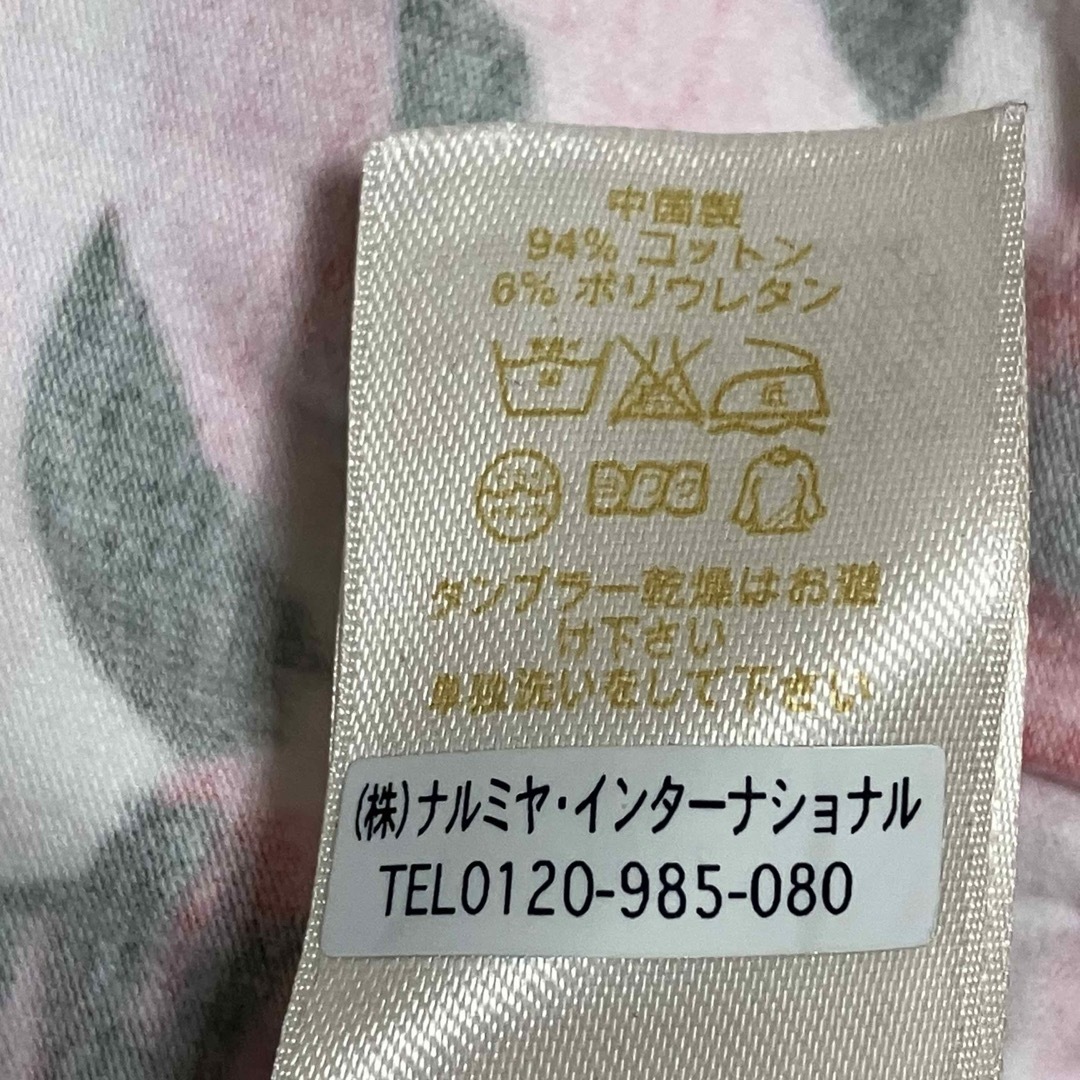 中国製
94% コットン
6% ポリウレタン
タンブラー乾燥はお避
け下さい
単独洗いをして下さい
(株)ナルミヤ・インターナショナル
TEL0120-985-080